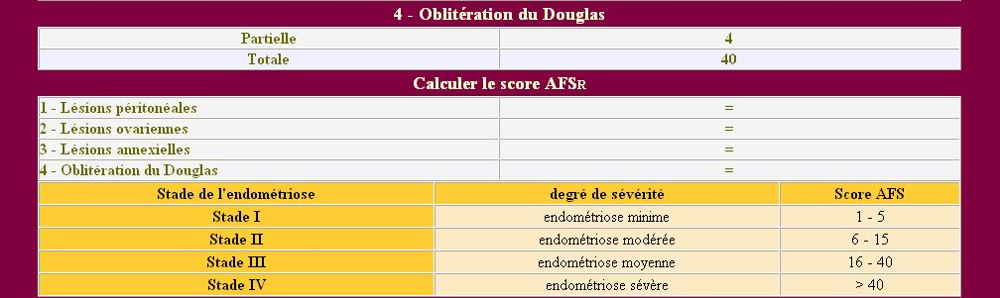 4 - Oblitération du Douglas
Partielle 4
Totale 40
Calculer le score AFSR
1 - Lésions péritonéales =
2 - Lésions ovariennes =
3 - Lésions annexielles =
4 - Oblitération du Douglas =
Stade de l'endométriose degré de sévérité Score AFS
Stade I endométriose minime 1 - 5
Stade II endométriose modérée 6 - 15
Stade III endométriose moyenne 16 - 40
Stade IV endométriose sévère > 40